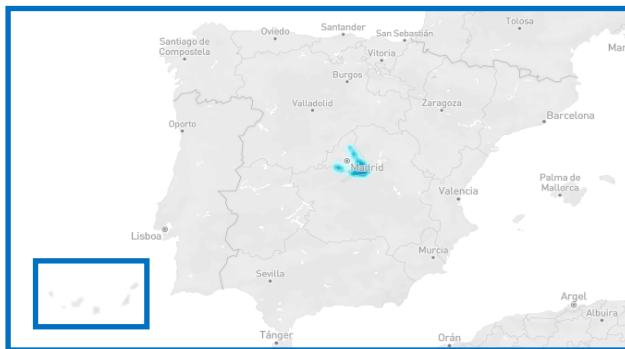 Tolosa
Santander
Oviedo
San Sebastián
Santiago de
Compostela
Vitoria
Burgos
Valladolid
Zaragoza
Barcelona
Oporto
Madrid
Palma de
Mallorca
Valencia
Lisboa
Murcia
Sevilla
Argel
Albuira
Tánger
Orán